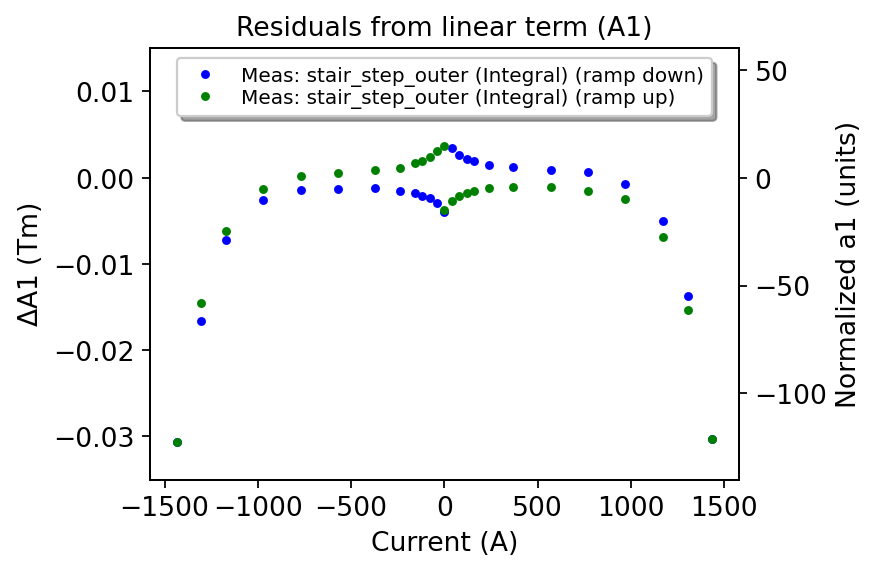 Residuals from linear term (A1)
Meas: stair_step_outer (Integral) (ramp down)
Meas: stair_step_outer (Integral) (ramp up)
ΔA1 (Tm)
0.01
0.00
−0.01
−0.02
−0.03
50
0
−50
−100
Normalized a1 (units)
−1500 −1000 −500 0 500 1000 1500
Current (A)